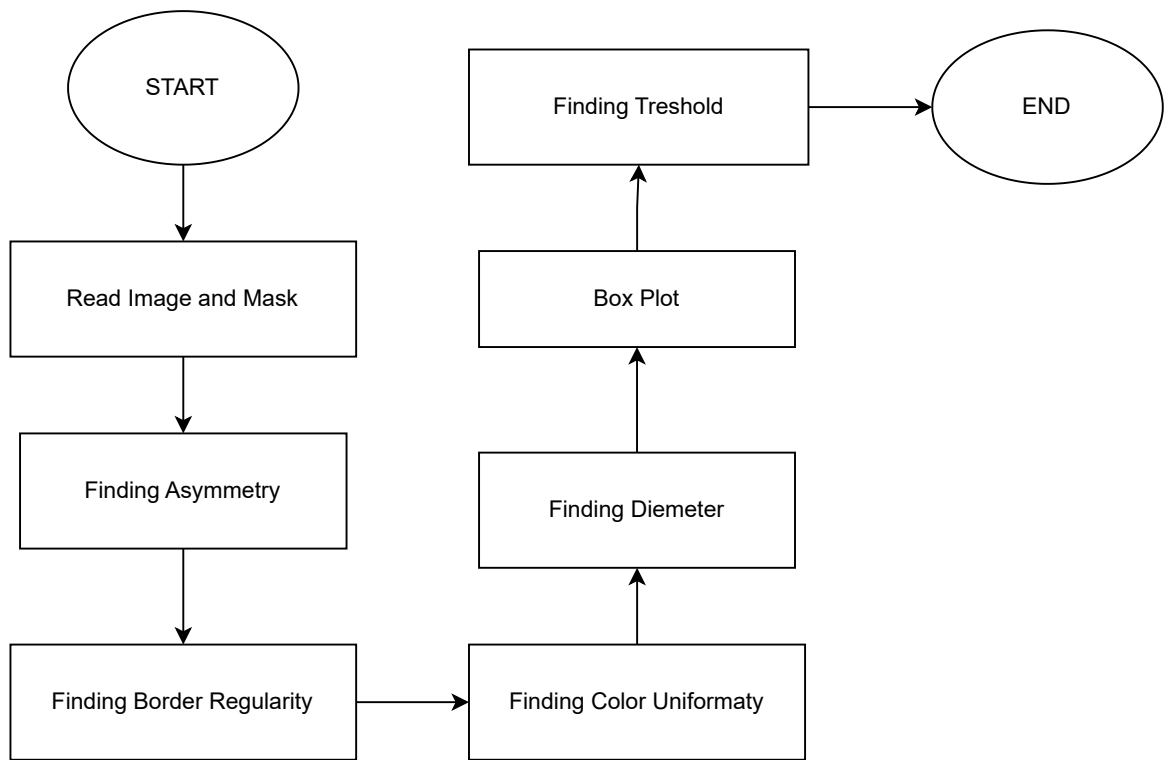 START
Read Image and Mask
Finding Asymmetry
Finding Border Regularity
Finding Color Uniformaty
Finding Diemeter
Box Plot
Finding Treshold
END